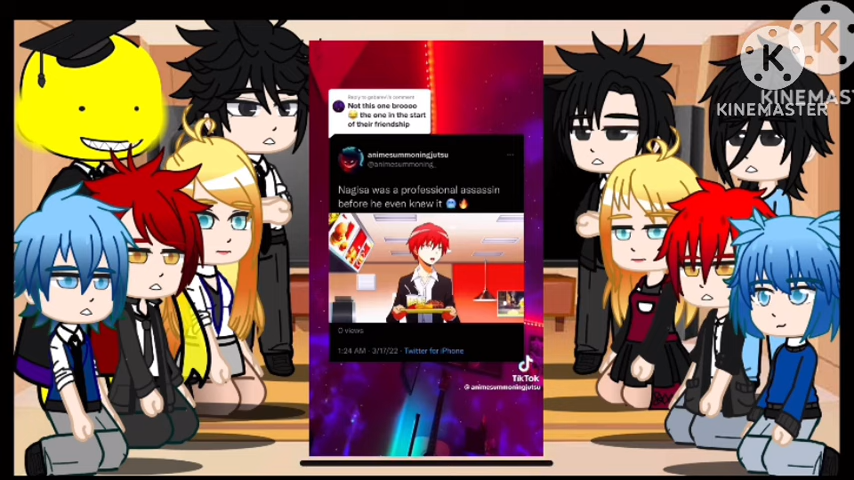 Not this one broooo
😂 the one in the start
of their friendship
animesummoningjutsu
@animesummoning_
Nagisa was a professional assassin
before he even knew it 🥶🔥
0 views
1:24 AM · 3/17/22 · Twitter for iPhone
TikTok
@animesummoningjutsu
K
KINEMASTER
K
KINEMAS